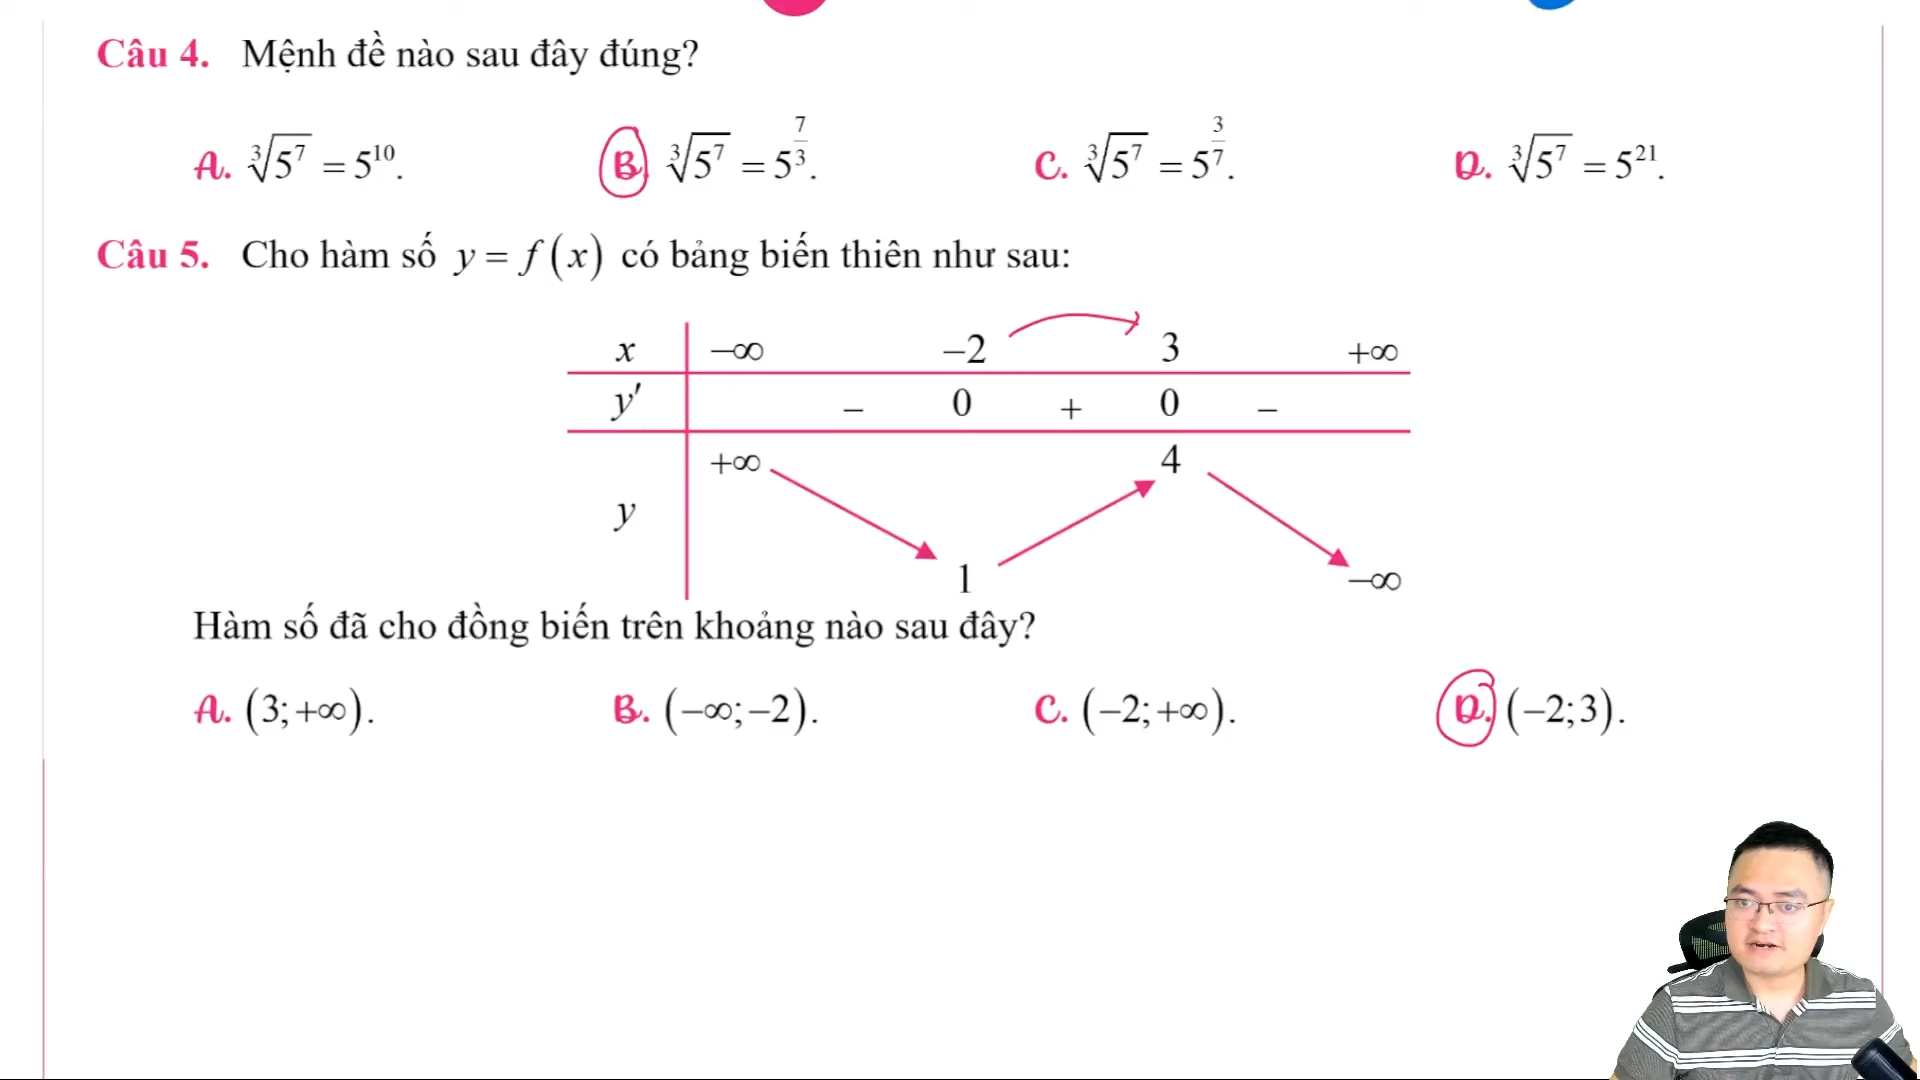 Câu 4. Mệnh đề nào sau đây đúng?
A. ∛5⁷ = 5¹⁰. B. ∛5⁷ = 5^(7/3). C. ∛5⁷ = 5^(3/7). D. ∛5⁷ = 5²¹.
Câu 5. Cho hàm số y = f(x) có bảng biến thiên như sau:
x −∞ −2 3 +∞
y′ − 0 + 0 −
+∞ 4
y
1 −∞
Hàm số đã cho đồng biến trên khoảng nào sau đây?
A. (3;+∞). B. (−∞;−2). C. (−2;+∞). D. (−2;3).